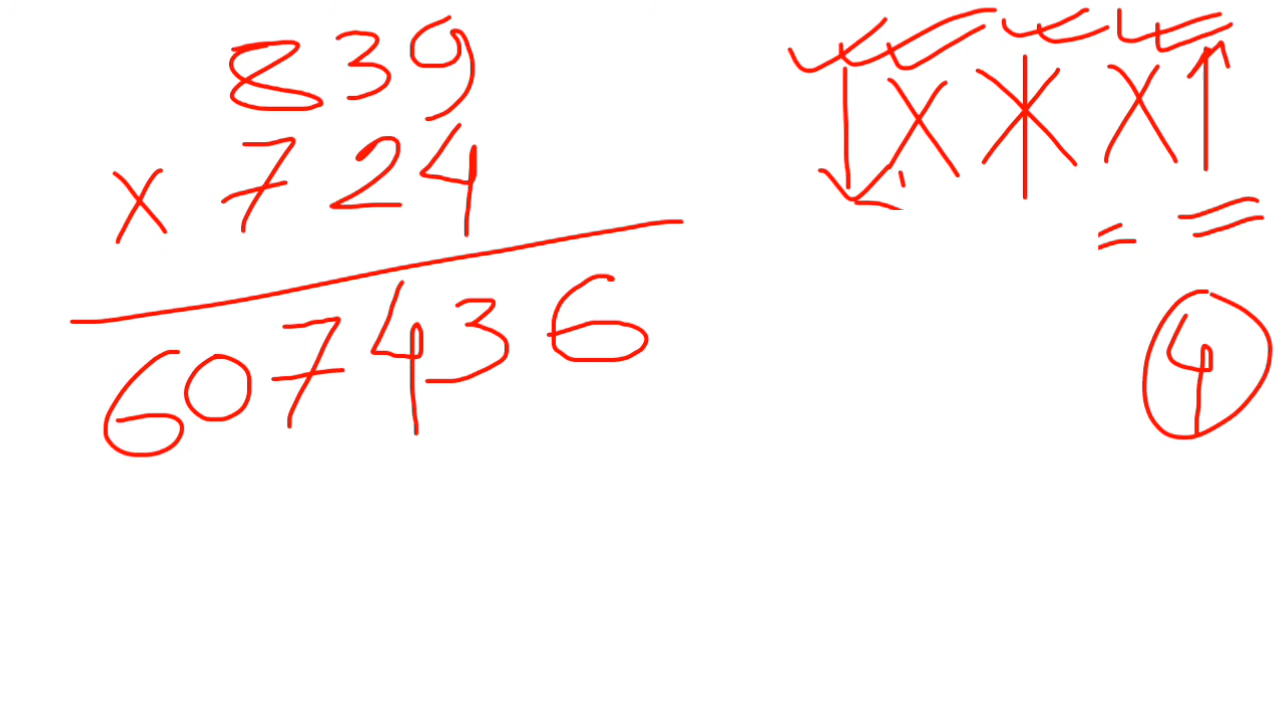 839
x 724
607436
= =
4